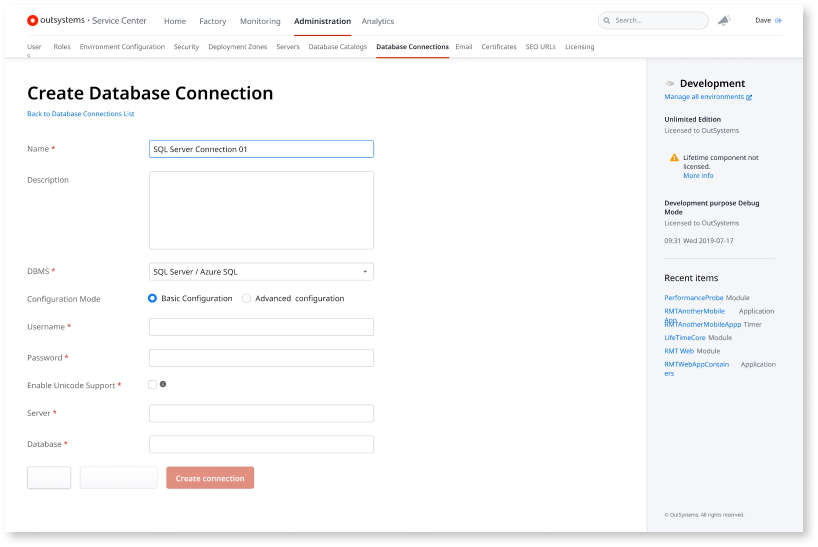 outsystems • Service Center
Home Factory Monitoring Administration Analytics
Search...
Dave
Users Roles Environment Configuration Security Deployment Zones Servers Database Catalogs Database Connections Email Certificates SEO URLs Licensing
Create Database Connection
Back to Database Connections List
Name *
SQL Server Connection 01
Description
DBMS *
SQL Server / Azure SQL
Configuration Mode
Basic Configuration
Advanced configuration
Username *
Password *
Enable Unicode Support *
Server *
Database *
Create connection
Development
Manage all environments
Unlimited Edition
Licensed to OutSystems
Lifetime component not
licensed.
More info
Development purpose Debug
Mode
Licensed to OutSystems
09:31 Wed 2019-07-17
Recent items
PerformanceProbe Module
RMTAnotherMobile Application
App
RMTAnotherMobileAppp Timer
LifeTimeCore Module
RMT Web Module
RMTWebAppContain Application
ers
© OutSystems. All rights reserved.